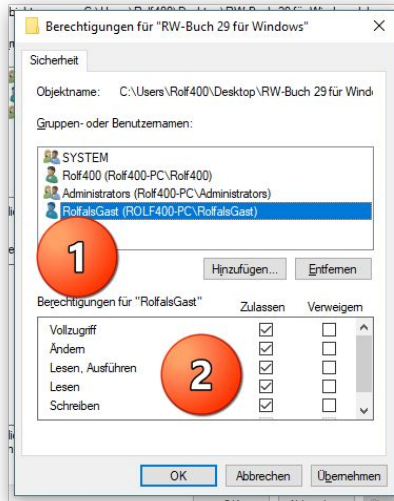 Berechtigungen für "RW-Buch 29 für Windows"
Sicherheit
Objektname: C:\Users\Rolf400\Desktop\RW-Buch 29 für Wind
Gruppen- oder Benutzernamen:
SYSTEM
Rolf400 (Rolf400-PC\Rolf400)
Administrators (Rolf400-PC\Administrators)
RolfalsGast (ROLF400-PC\RolfalsGast)
1
Hinzufügen... Entfernen
Berechtigungen für "RolfalsGast" Zulassen Verweigern
Vollzugriff
Ändern
Lesen, Ausführen
2
Lesen
Schreiben
OK Abbrechen Übernehmen